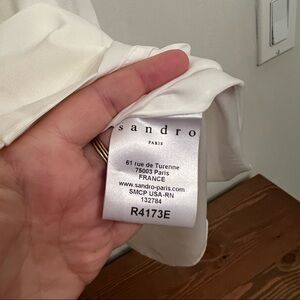 sandro
PARIS
61 rue de Turenne
75003 Paris
FRANCE
www.sandro-paris.com
SMCP USA-RN
132784
R4173E